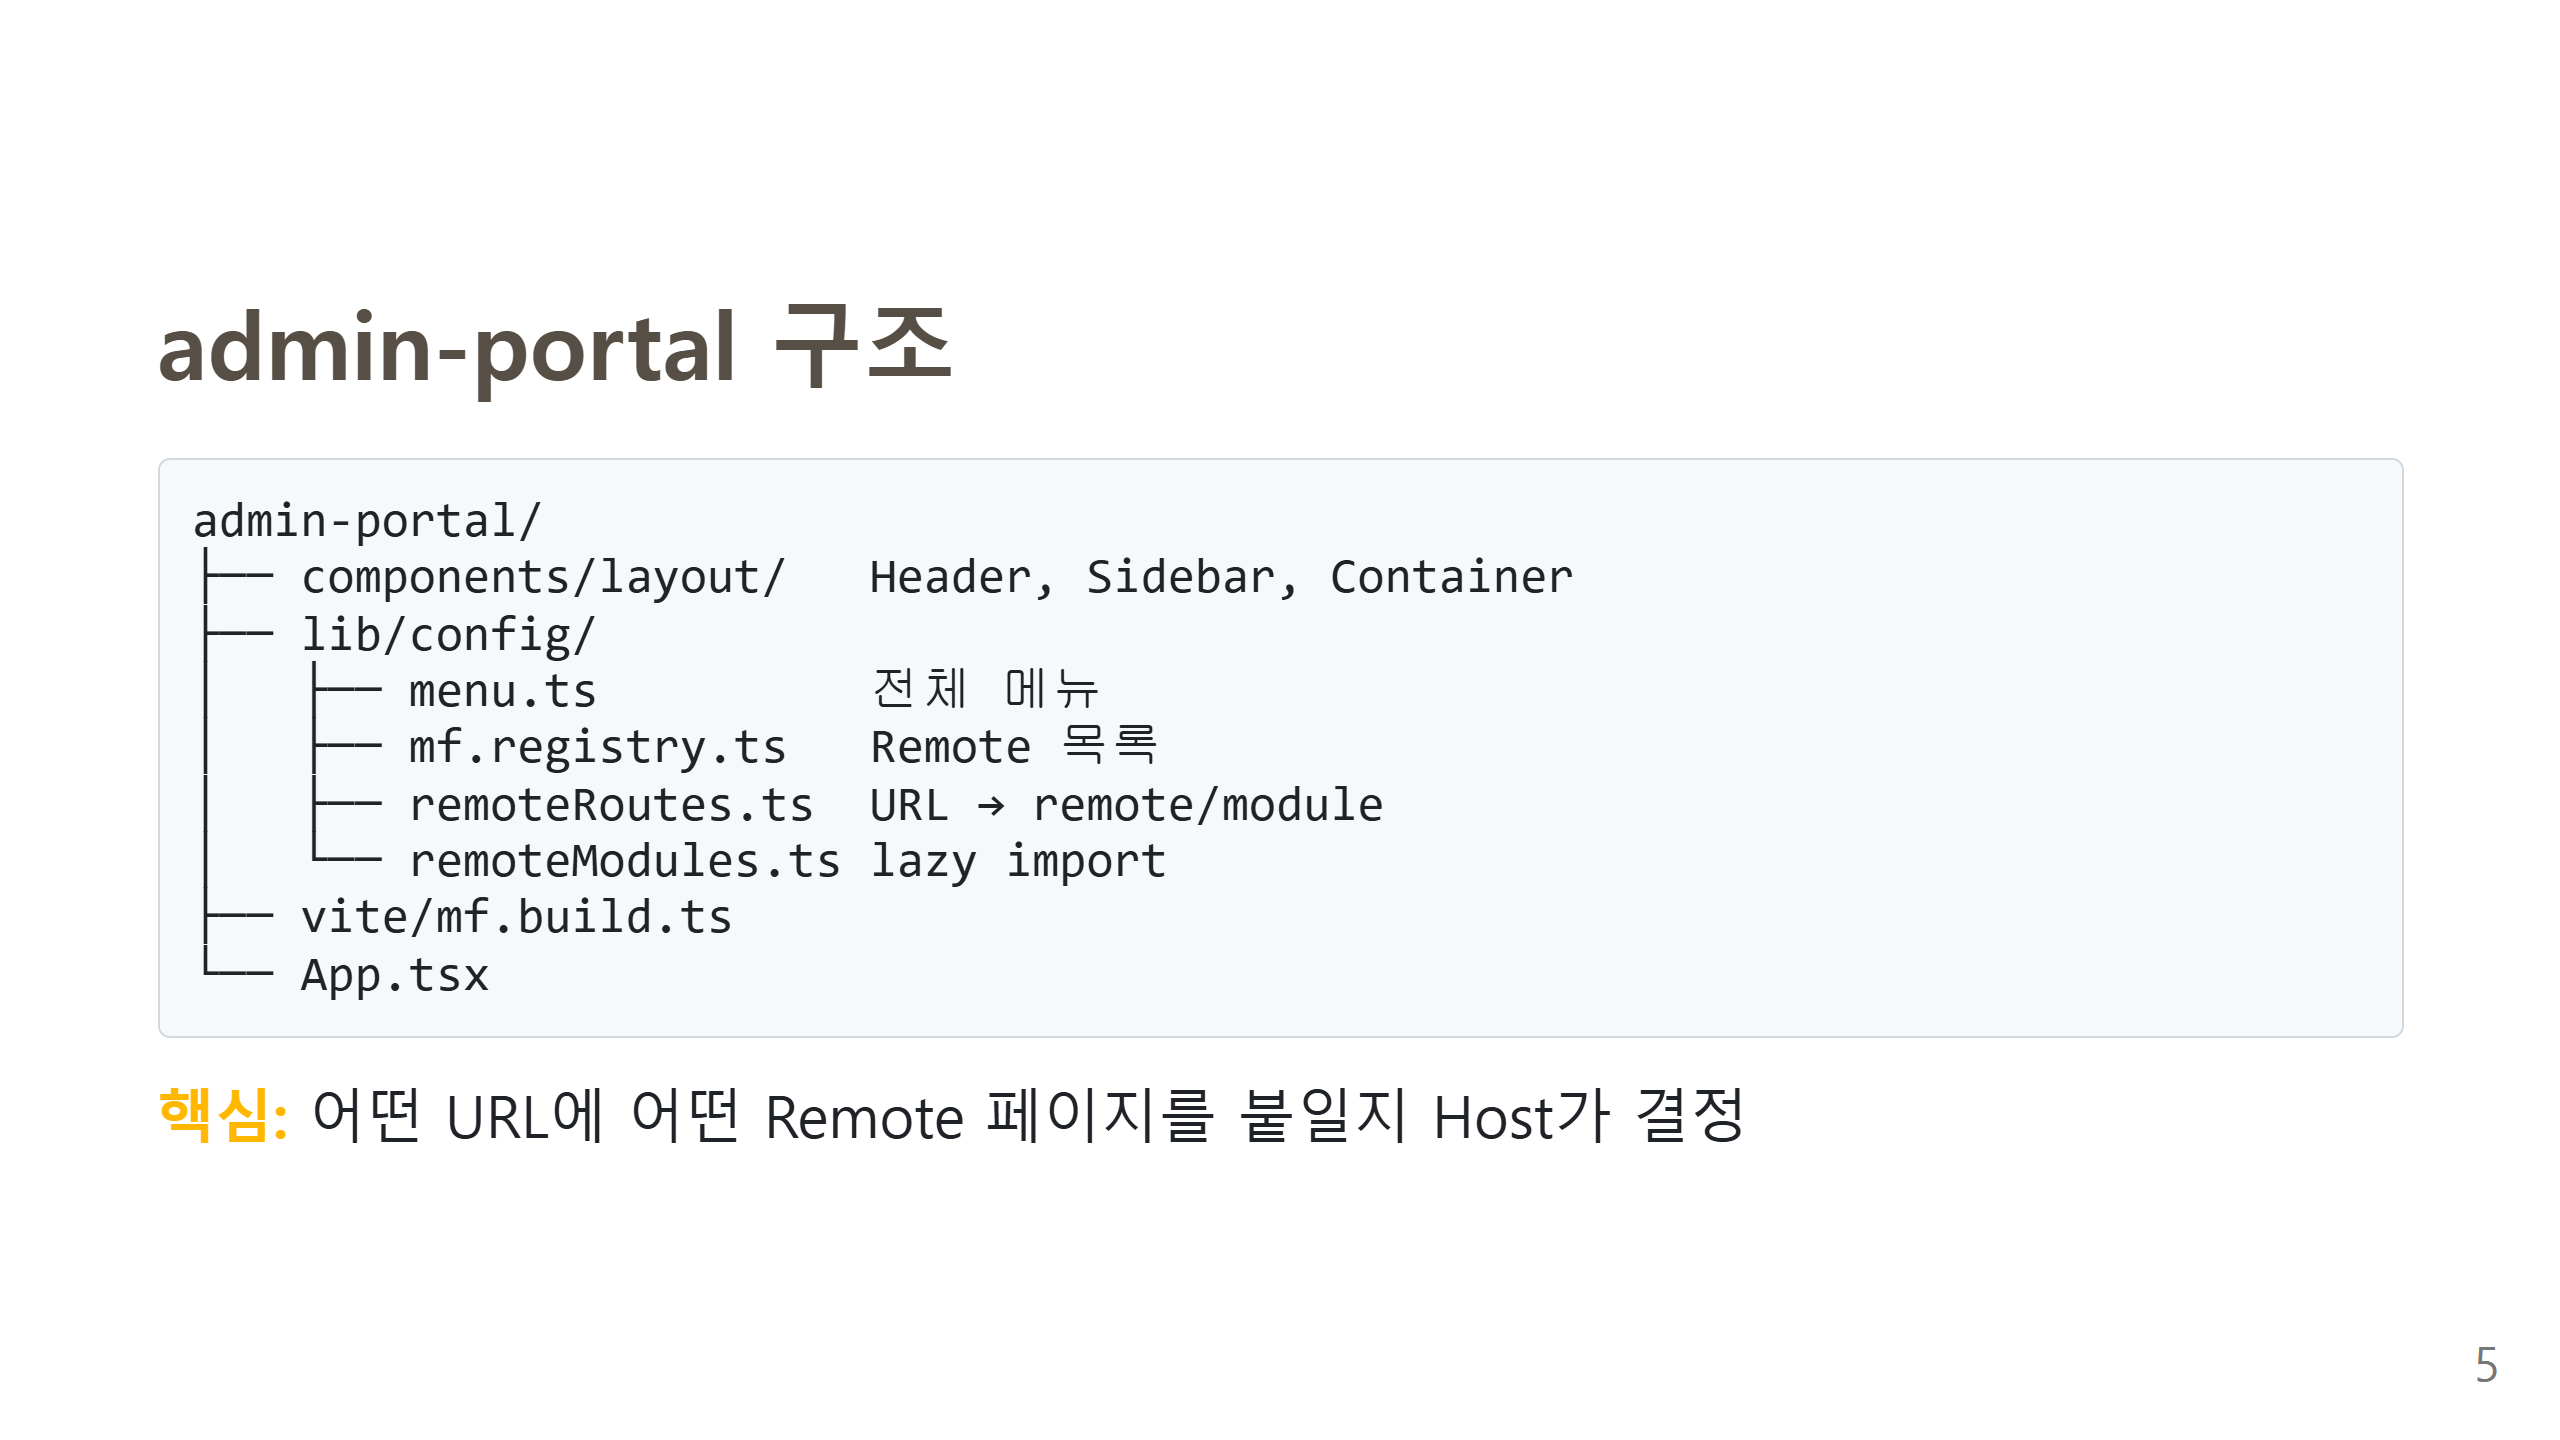 admin-portal 구조
admin-portal/
├── components/layout/   Header, Sidebar, Container
├── lib/config/
│   ├── menu.ts          전체 메뉴
│   ├── mf.registry.ts   Remote 목록
│   ├── remoteRoutes.ts  URL → remote/module
│   └── remoteModules.ts lazy import
├── vite/mf.build.ts
└── App.tsx
핵심: 어떤 URL에 어떤 Remote 페이지를 붙일지 Host가 결정
5